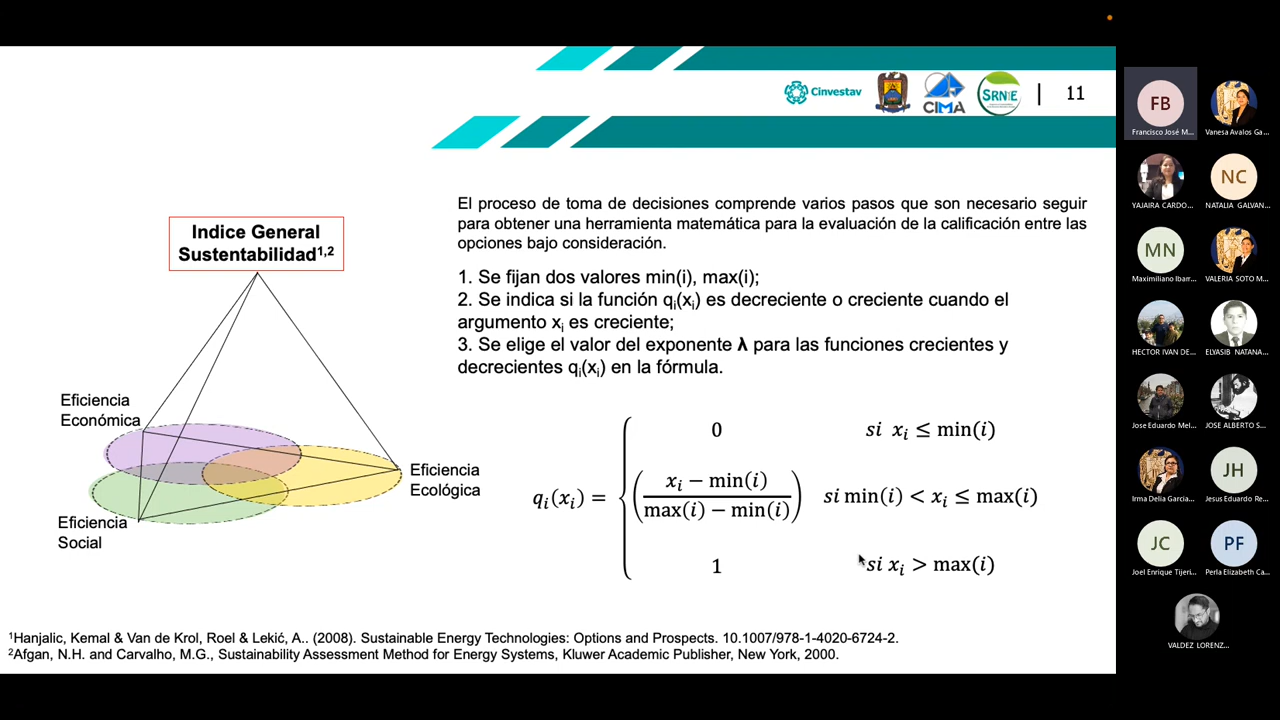 Cinvestav
CIMA
SRNyE
11
Indice General
Sustentabilidad1,2
Eficiencia
Económica
Eficiencia
Ecológica
Eficiencia
Social
El proceso de toma de decisiones comprende varios pasos que son necesario seguir
para obtener una herramienta matemática para la evaluación de la calificación entre las
opciones bajo consideración.
1. Se fijan dos valores min(i), max(i);
2. Se indica si la función qi(xi) es decreciente o creciente cuando el
argumento xi es creciente;
3. Se elige el valor del exponente λ para las funciones crecientes y
decrecientes qi(xi) en la fórmula.
0 si xi ≤ min(i)
qi(xi) = (xi − min(i) / max(i) − min(i)) si min(i) < xi ≤ max(i)
1 si xi > max(i)
1Hanjalic, Kemal & Van de Krol, Roel & Lekić, A.. (2008). Sustainable Energy Technologies: Options and Prospects. 10.1007/978-1-4020-6724-2.
2Afgan, N.H. and Carvalho, M.G., Sustainability Assessment Method for Energy Systems, Kluwer Academic Publisher, New York, 2000.
FB
Francisco José M...
Vanesa Avalos Ga...
YAJAIRA CARDO...
NC
NATALIA GALVAN...
MN
Maximiliano Ibarr...
VALERIA SOTO M...
HECTOR IVAN DE...
ELYASIB NATANA...
Jose Eduardo Mel...
JOSE ALBERTO S...
Irma Delia Garcia...
JH
Jesus Eduardo Re...
JC
Joel Enrique Tijeri...
PF
Perla Elizabeth Ca...
VALDEZ LORENZ...